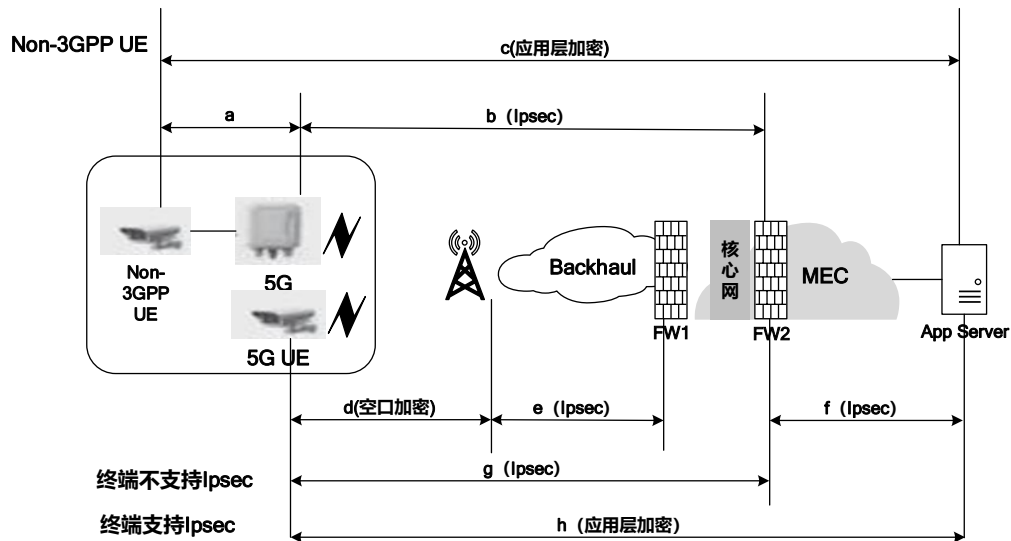 Non-3GPP UE
c(应用层加密)
a
b（Ipsec）
Non-
3GPP
UE
5G
5G UE
Backhaul
核
心
网
MEC
FW1
FW2
App Server
d(空口加密)
e（Ipsec）
f（Ipsec）
终端不支持Ipsec
g（Ipsec）
终端支持Ipsec
h（应用层加密）